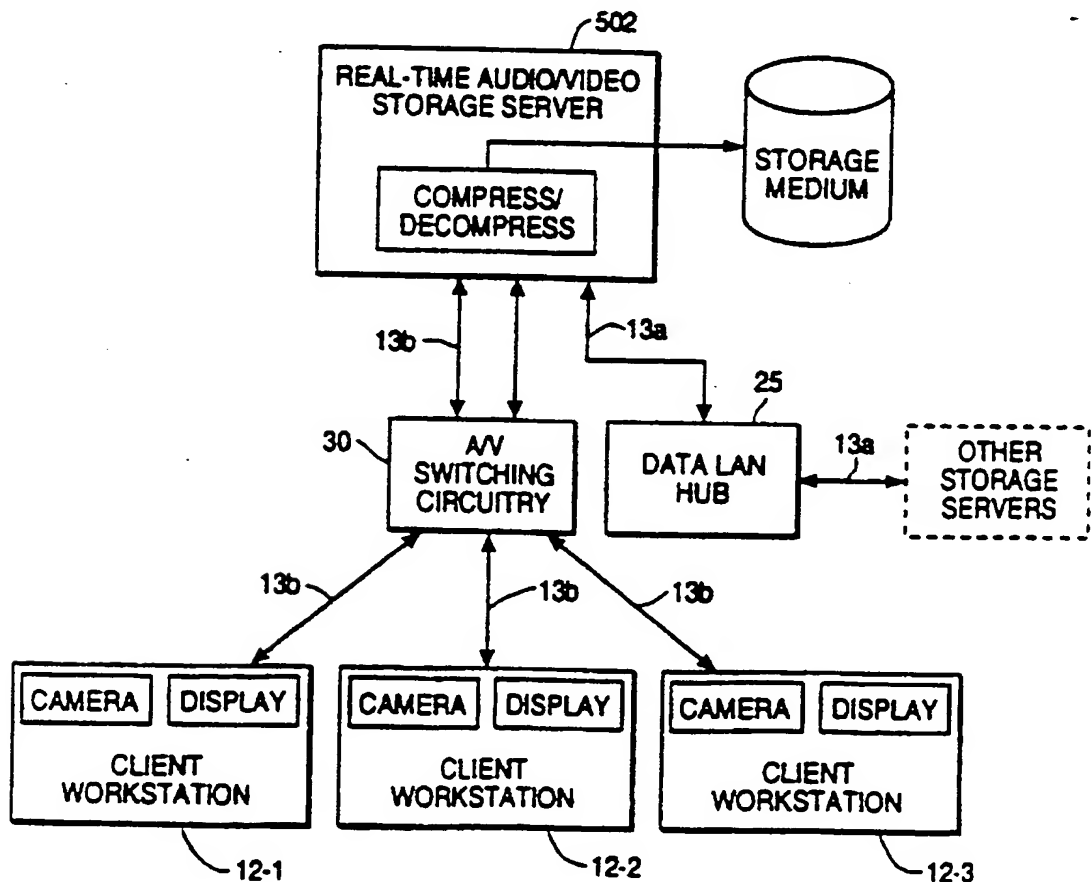 502
REAL-TIME AUDIO/VIDEO
STORAGE SERVER
COMPRESS/
DECOMPRESS
STORAGE
MEDIUM
13b
13a
30
A/V
SWITCHING
CIRCUITRY
25
DATA LAN
HUB
13a
OTHER
STORAGE
SERVERS
13b
13b
13b
CAMERA
DISPLAY
CLIENT
WORKSTATION
12-1
CAMERA
DISPLAY
CLIENT
WORKSTATION
12-2
CAMERA
DISPLAY
CLIENT
WORKSTATION
12-3